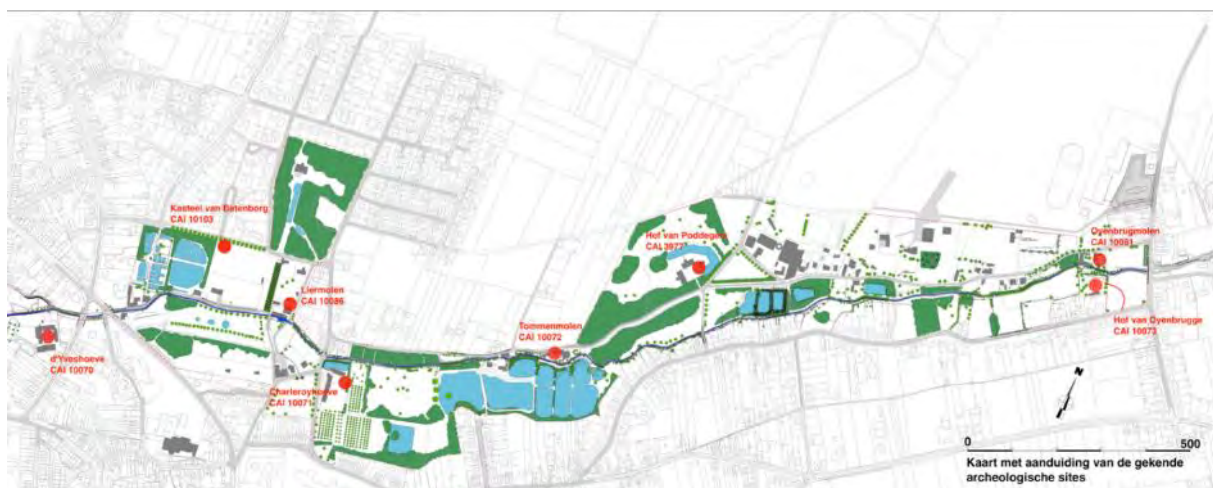 Kasteel van Batenborg
CAI 10103
Liermolen
CAI 10086
d'Yveshoeve
CAI 10070
Charleroyhoeve
CAI 10071
Tommenmolen
CAI 10072
Hof van Poddegem
CAI 3977
Oyenbrugmolen
CAI 10081
Hof van Oyenbrugge
CAI 10073
N
0 500
Kaart met aanduiding van de gekende
archeologische sites